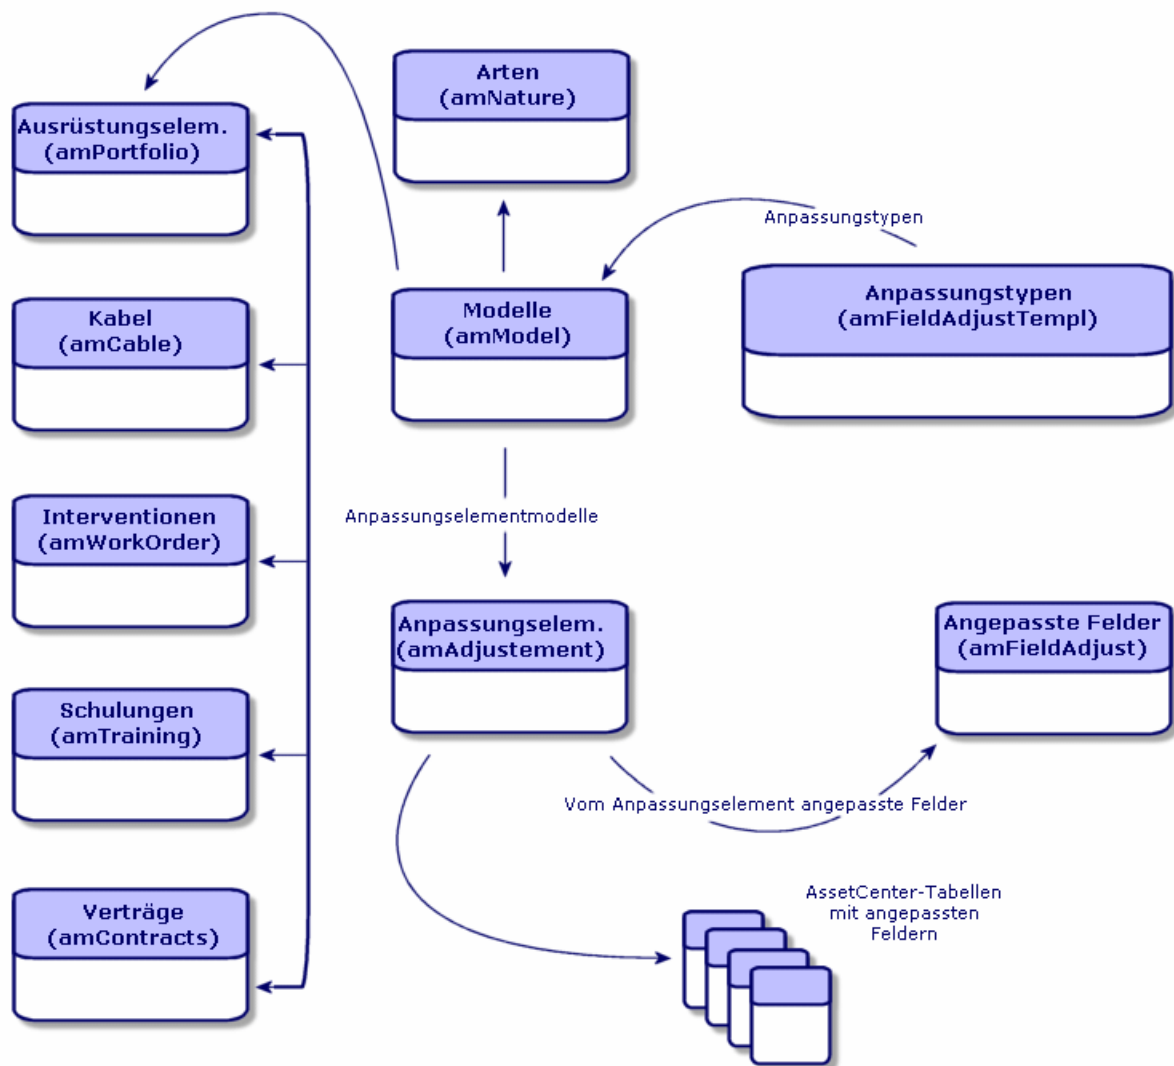 Arten
(amNature)
Ausrüstungselem.
(amPortfolio)
Anpassungstypen
Anpassungstypen
(amFieldAdjustTempl)
Modelle
(amModel)
Kabel
(amCable)
Interventionen
(amWorkOrder)
Anpassungselementmodelle
Anpassungselem.
(amAdjustement)
Angepasste Felder
(amFieldAdjust)
Schulungen
(amTraining)
Vom Anpassungselement angepasste Felder
Verträge
(amContracts)
AssetCenter-Tabellen
mit angepassten
Feldern